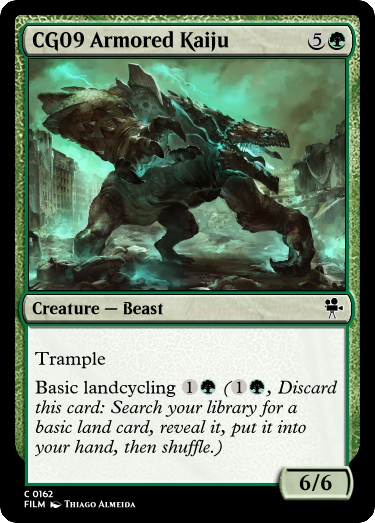 CG09 Armored Kaiju 5
Creature — Beast
Trample
Basic landcycling 1 (1, Discard
this card: Search your library for a
basic land card, reveal it, put it into
your hand, then shuffle.)
6/6
C 0162
FILM Thiago Almeida